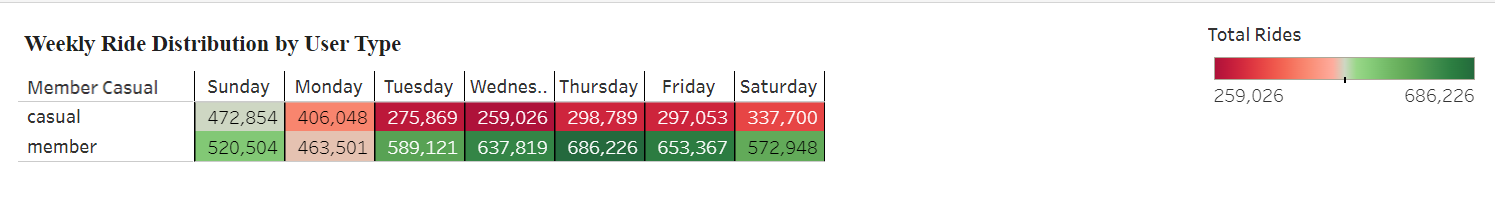 Weekly Ride Distribution by User Type
Total Rides
259,026 686,226
Member Casual Sunday Monday Tuesday Wednes.. Thursday Friday Saturday
casual 472,854 406,048 275,869 259,026 298,789 297,053 337,700
member 520,504 463,501 589,121 637,819 686,226 653,367 572,948